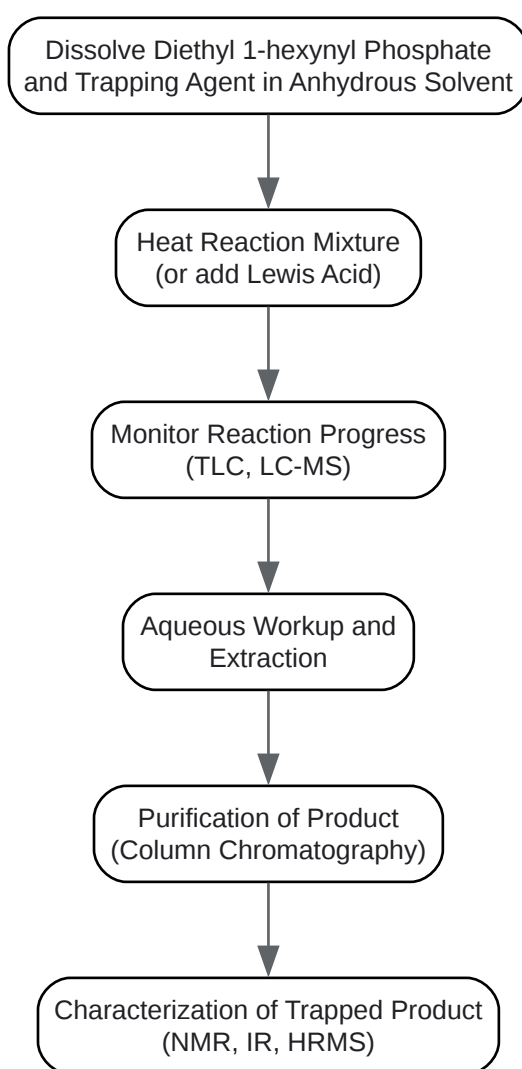 Dissolve Diethyl 1-hexynyl Phosphate
and Trapping Agent in Anhydrous Solvent
Heat Reaction Mixture
(or add Lewis Acid)
Monitor Reaction Progress
(TLC, LC-MS)
Aqueous Workup and
Extraction
Purification of Product
(Column Chromatography)
Characterization of Trapped Product
(NMR, IR, HRMS)